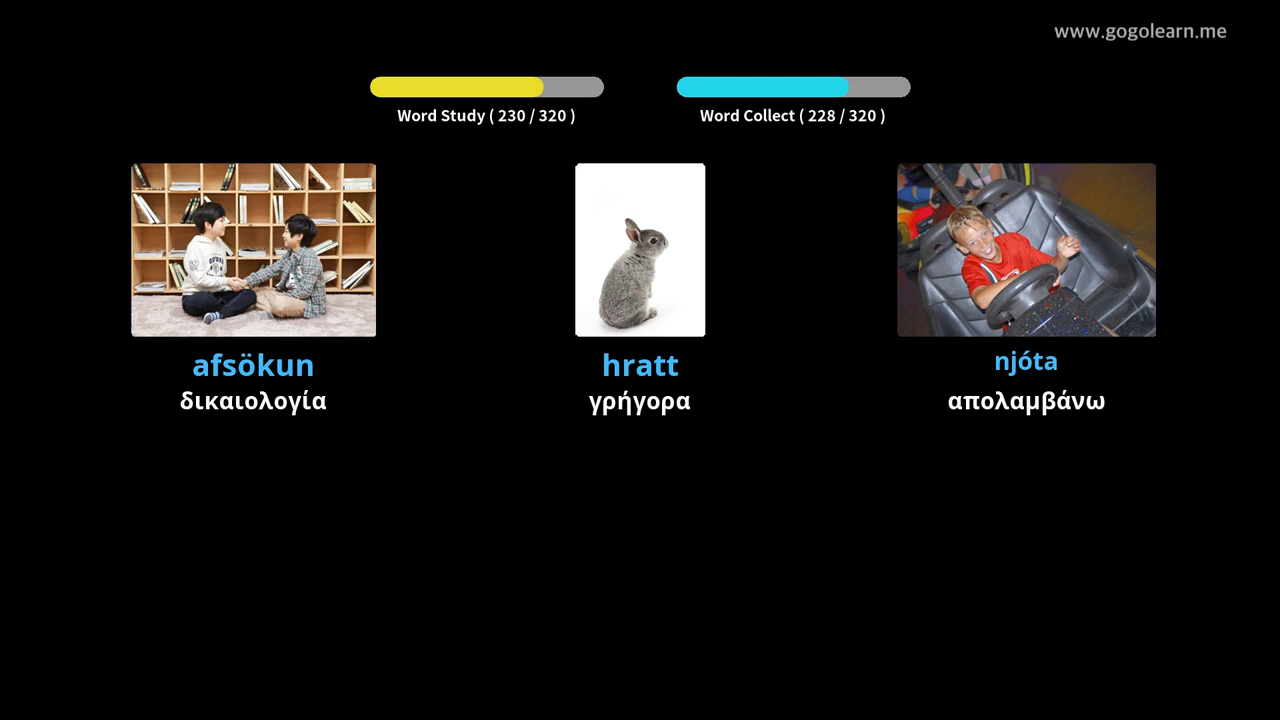 www.gogolearn.me
Word Study ( 230 / 320 )
Word Collect ( 228 / 320 )
afsökun
δικαιολογία
hratt
γρήγορα
njóta
απολαμβάνω